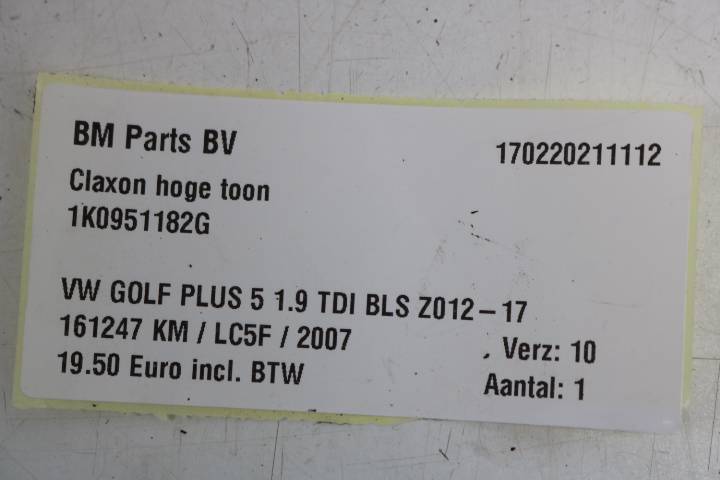 BM Parts BV
170220211112
Claxon hoge toon
1K0951182G
VW GOLF PLUS 5 1.9 TDI BLS Z012-17
161247 KM / LC5F / 2007
Verz: 10
19.50 Euro incl. BTW
Aantal: 1